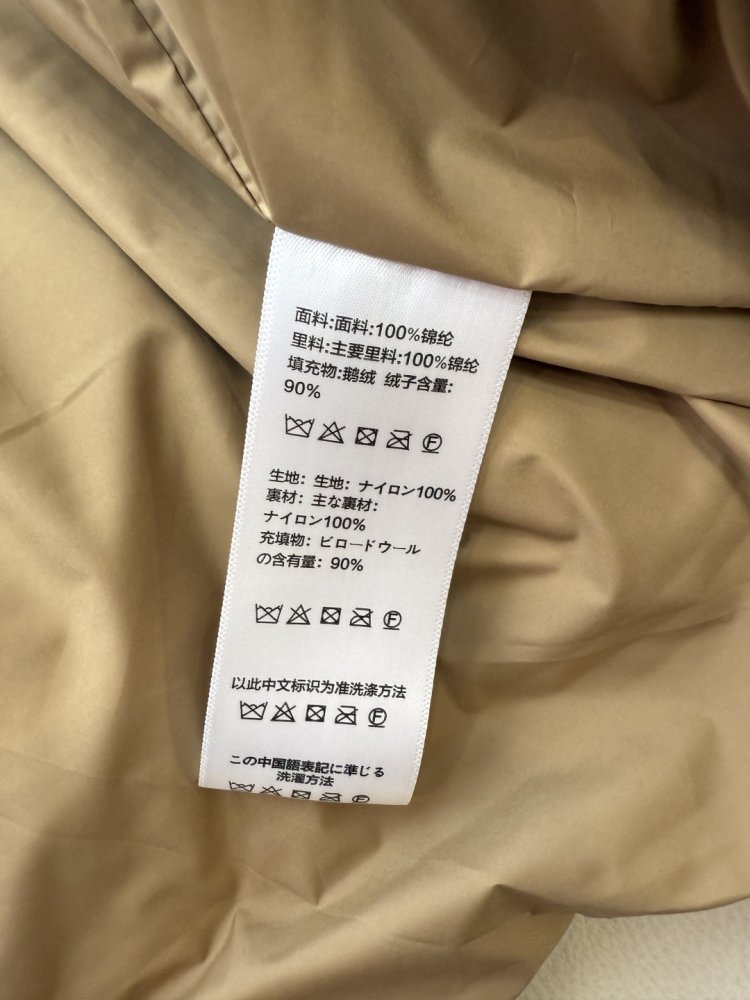 面料:面料:100%锦纶
里料:主要里料:100%锦纶
填充物:鹅绒 绒子含量:
90%
F
生地: 生地: ナイロン100%
裏材: 主な裏材:
ナイロン100%
充填物: ビロードウール
の含有量: 90%
F
以此中文标识为准洗涤方法
F
この中国語表記に準じる
洗濯方法
F